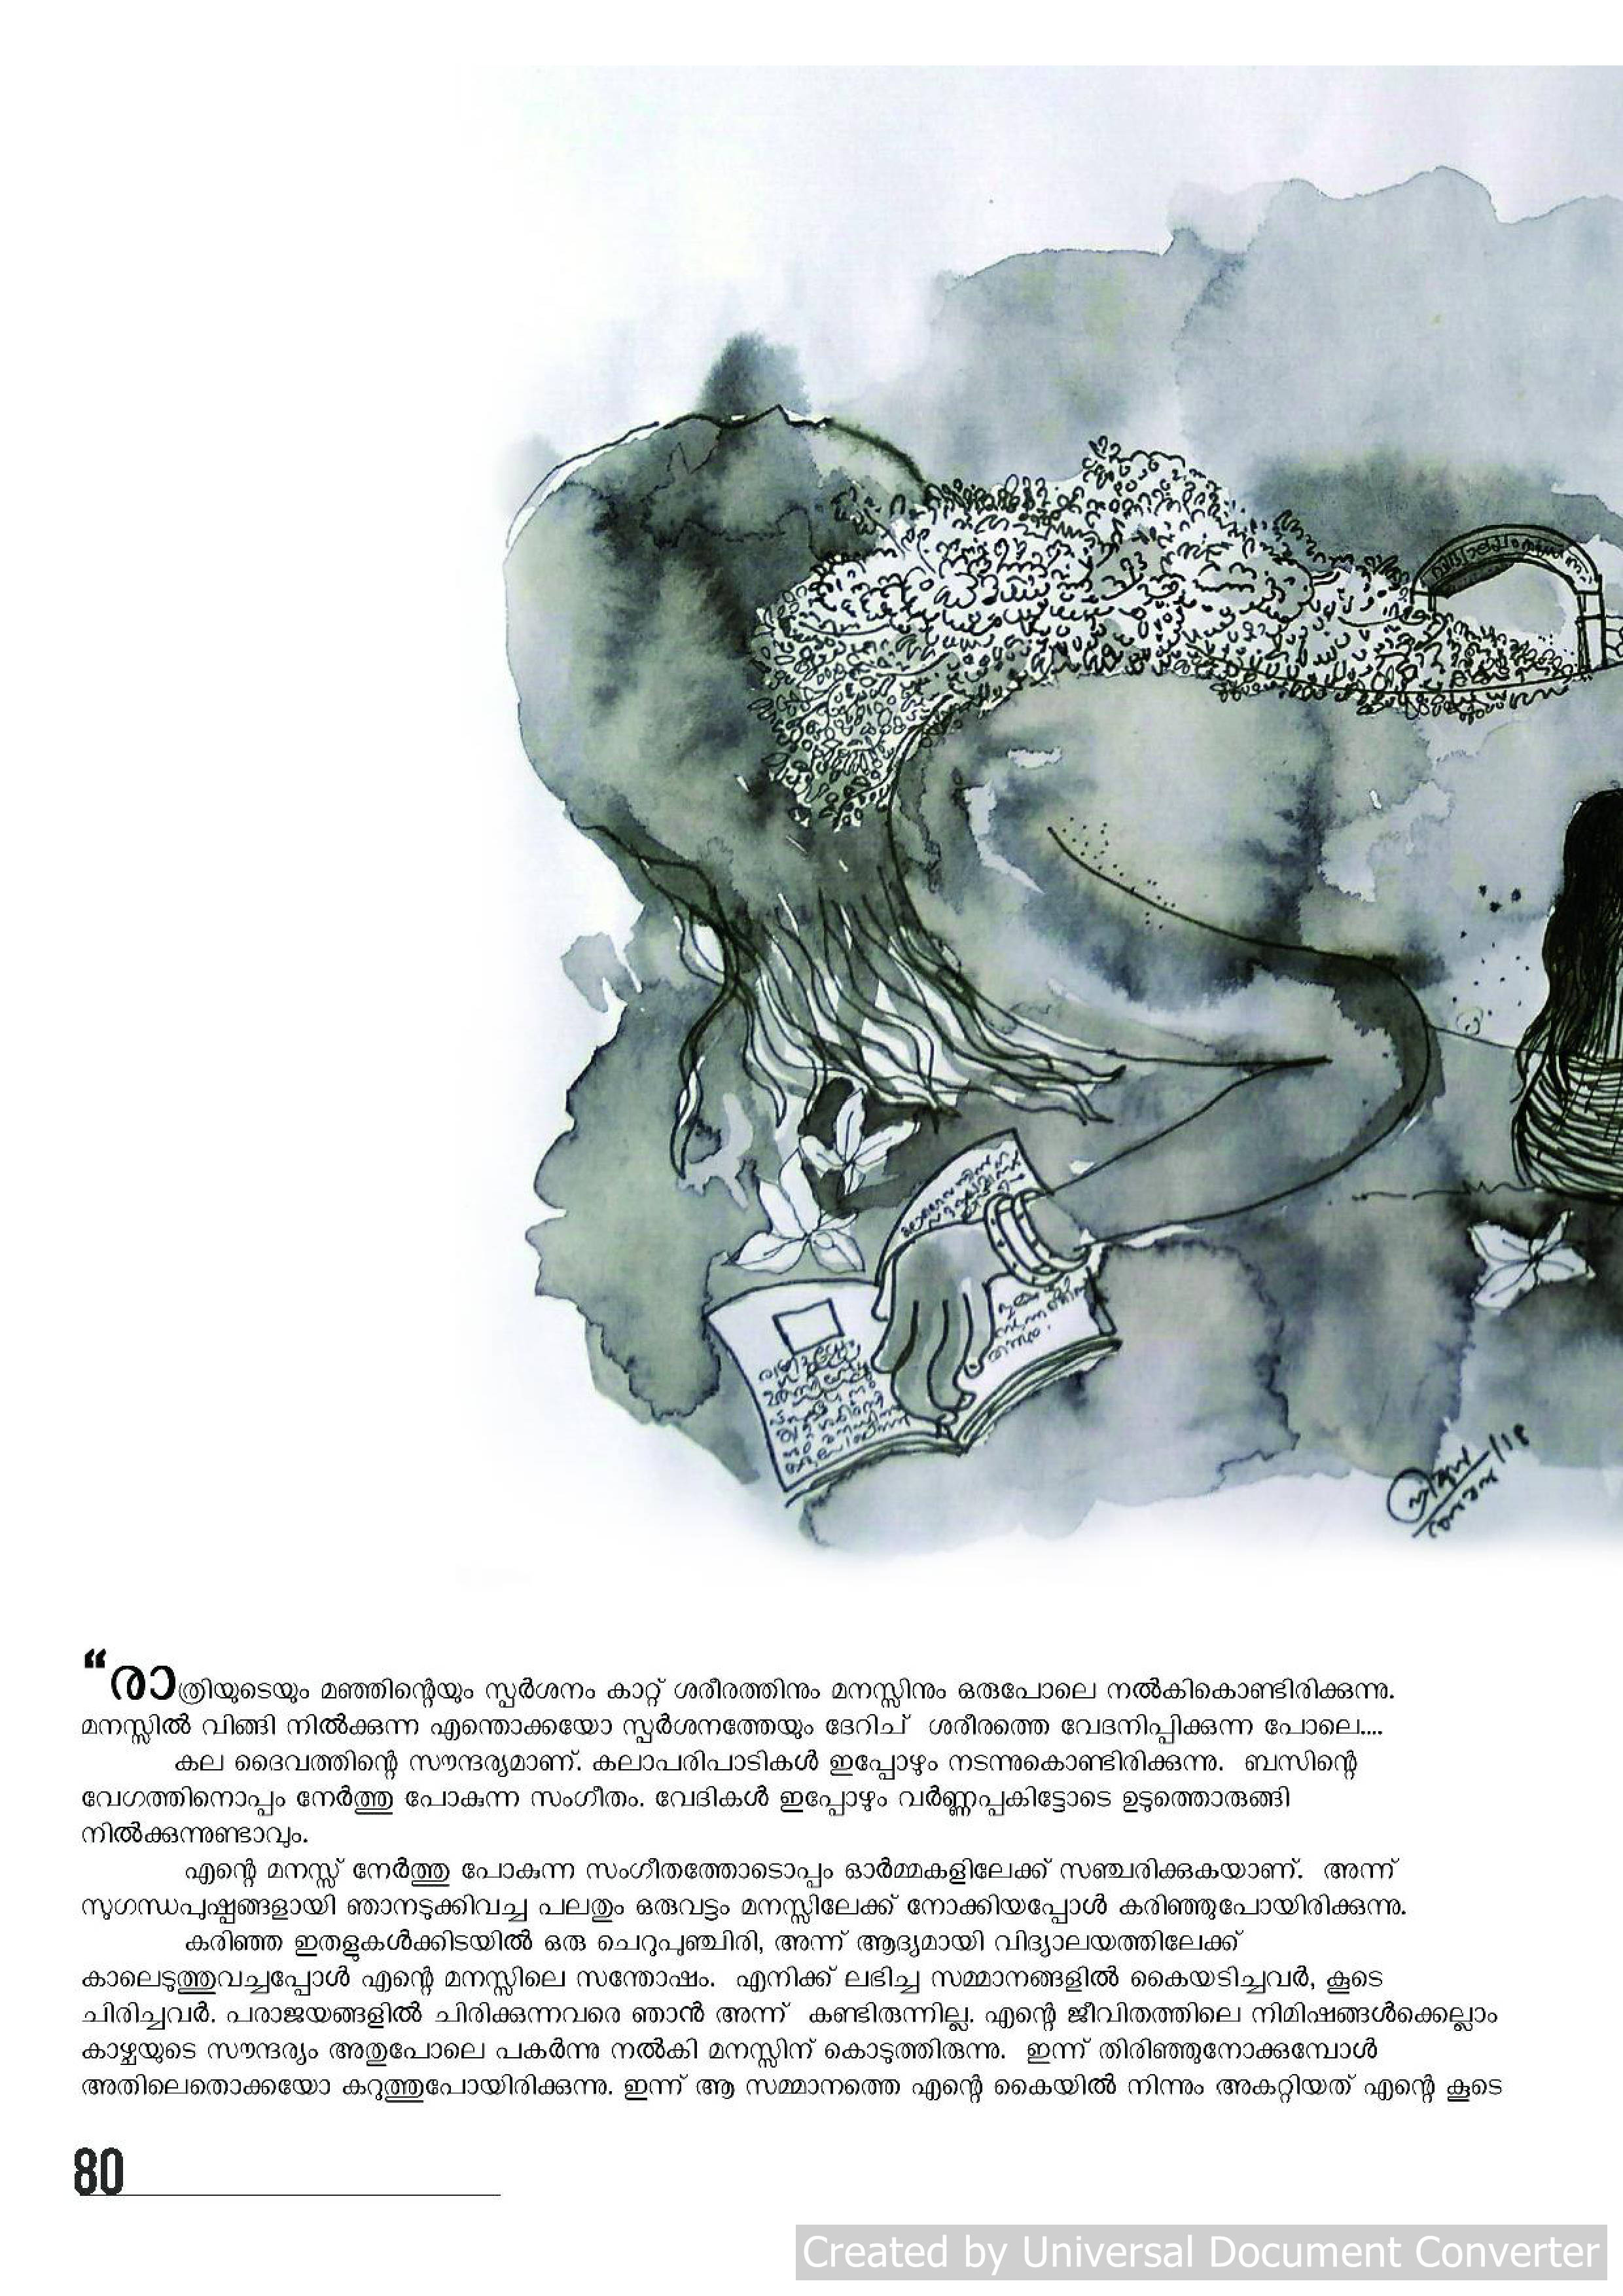 “രാത്രിയുടെയും മഞ്ഞിന്റെയും സ്പർശനം കാറ്റ് ശരീരത്തിനും മനസ്സിനും ഒരുപോലെ നൽകികൊണ്ടിരിക്കുന്നു.
മനസ്സിൽ വിങ്ങി നിൽക്കുന്ന എന്തൊക്കയോ സ്പർശനത്തേയും ഭേദിച് ശരീരത്തെ വേദനിപ്പിക്കുന്ന പോലെ....
കല ദൈവത്തിന്റെ സൗന്ദര്യമാണ്. കലാപരിപാടികൾ ഇപ്പോഴും നടന്നുകൊണ്ടിരിക്കുന്നു. ബസിന്റെ
വേഗത്തിനൊപ്പം നേർത്തു പോകുന്ന സംഗീതം. വേദികൾ ഇപ്പോഴും വർണ്ണപ്പകിട്ടോടെ ഉടുത്തൊരുങ്ങി
നിൽക്കുന്നുണ്ടാവും.
എന്റെ മനസ്സ് നേർത്തു പോകുന്ന സംഗീതത്തോടൊപ്പം ഓർമ്മകളിലേക്ക് സഞ്ചരിക്കുകയാണ്. അന്ന്
സുഗന്ധപുഷ്പങ്ങളായി ഞാനടുക്കിവച്ച പലതും ഒരുവട്ടം മനസ്സിലേക്ക് നോക്കിയപ്പോൾ കരിഞ്ഞുപോയിരിക്കുന്നു.
കരിഞ്ഞ ഇതളുകൾക്കിടയിൽ ഒരു ചെറുപുഞ്ചിരി, അന്ന് ആദ്യമായി വിദ്യാലയത്തിലേക്ക്
കാലെടുത്തുവച്ചപ്പോൾ എന്റെ മനസ്സിലെ സന്തോഷം. എനിക്ക് ലഭിച്ച സമ്മാനങ്ങളിൽ കൈയടിച്ചവർ, കൂടെ
ചിരിച്ചവർ. പരാജയങ്ങളിൽ ചിരിക്കുന്നവരെ ഞാൻ അന്ന് കണ്ടിരുന്നില്ല. എന്റെ ജീവിതത്തിലെ നിമിഷങ്ങൾക്കെല്ലാം
കാഴ്ചയുടെ സൗന്ദര്യം അതുപോലെ പകർന്നു നൽകി മനസ്സിന് കൊടുത്തിരുന്നു. ഇന്ന് തിരിഞ്ഞുനോക്കുമ്പോൾ
അതിലെതൊക്കയോ കറുത്തുപോയിരിക്കുന്നു. ഇന്ന് ആ സമ്മാനത്തെ എന്റെ കൈയിൽ നിന്നും അകറ്റിയത് എന്റെ കൂടെ
80
Created by Universal Document Converter